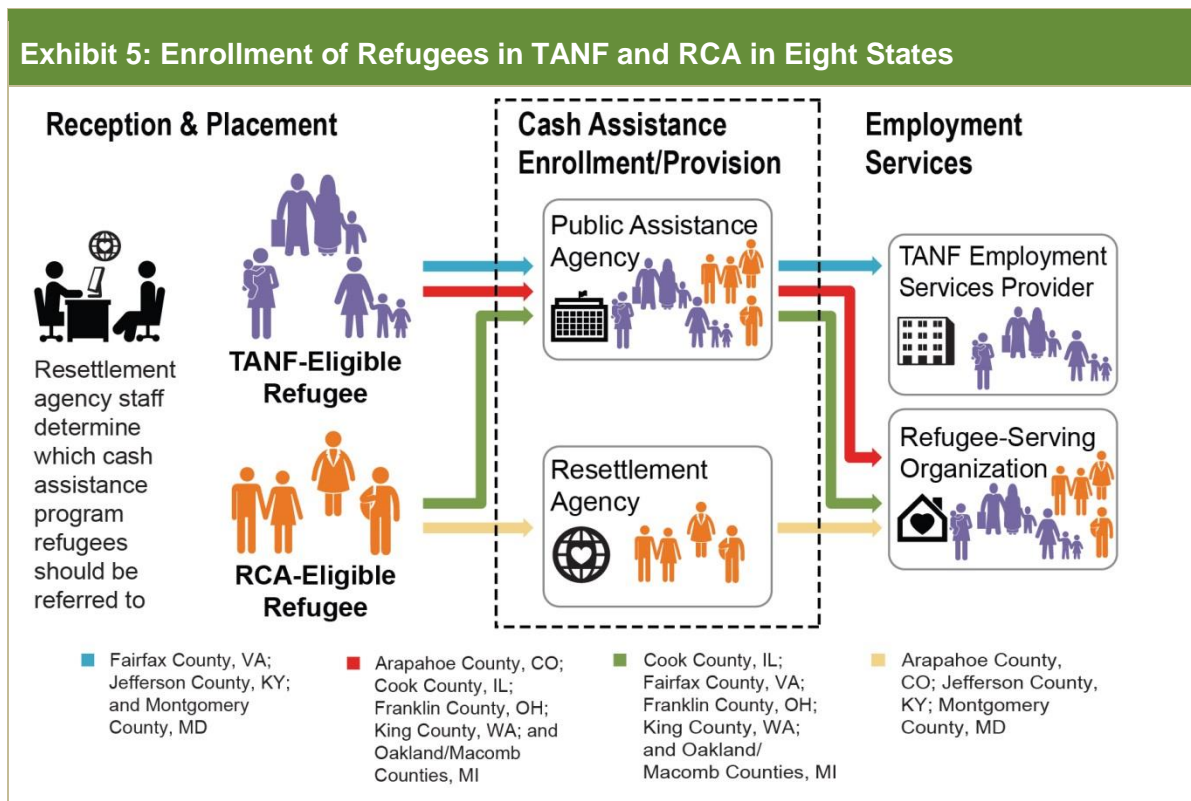 Exhibit 5: Enrollment of Refugees in TANF and RCA in Eight States
Reception & Placement
Resettlement
agency staff
determine
which cash
assistance
program
refugees
should be
referred to
TANF-Eligible
Refugee
RCA-Eligible
Refugee
Cash Assistance
Enrollment/Provision
Public Assistance
Agency
Resettlement
Agency
Employment
Services
TANF Employment
Services Provider
Refugee-Serving
Organization
Fairfax County, VA;
Jefferson County, KY;
and Montgomery
County, MD
Arapahoe County, CO;
Cook County, IL;
Franklin County, OH;
King County, WA; and
Oakland/Macomb
Counties, MI
Cook County, IL;
Fairfax County, VA;
Franklin County, OH;
King County, WA;
and Oakland/
Macomb Counties, MI
Arapahoe County,
CO; Jefferson County,
KY; Montgomery
County, MD